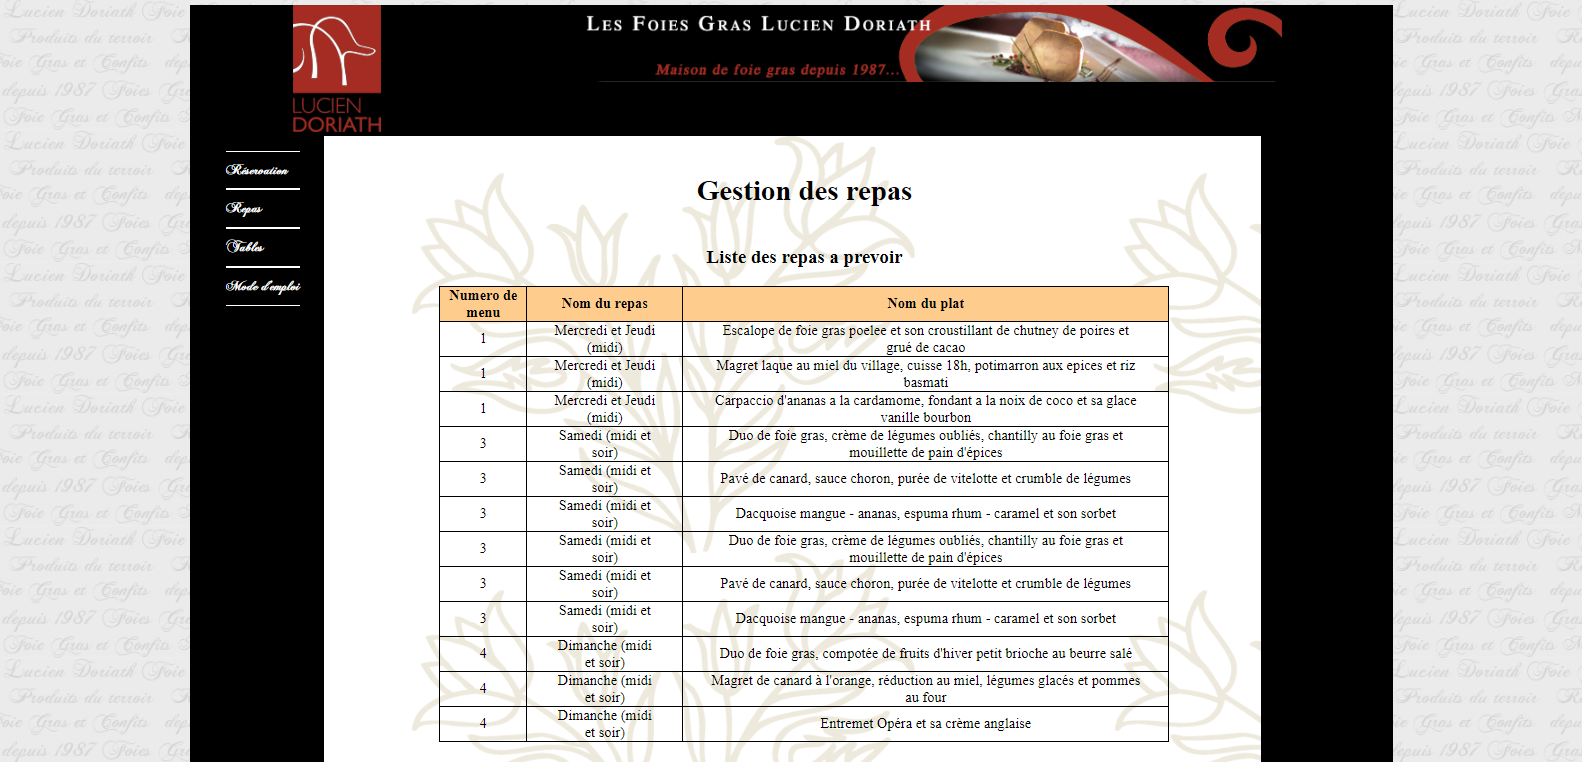 LES FOIES GRAS LUCIEN DORIATH
Maison de foie gras depuis 1987...
LUCIEN
DORIATH
Réservation
Repas
Tables
Mode d'emploi
Gestion des repas
Liste des repas a prevoir
Numero de menu | Nom du repas | Nom du plat
1 | Mercredi et Jeudi (midi) | Escalope de foie gras poelee et son croustillant de chutney de poires et grué de cacao
1 | Mercredi et Jeudi (midi) | Magret laque au miel du village, cuisse 18h, potimarron aux epices et riz basmati
1 | Mercredi et Jeudi (midi) | Carpaccio d'ananas a la cardamome, fondant a la noix de coco et sa glace vanille bourbon
3 | Samedi (midi et soir) | Duo de foie gras, crème de légumes oubliés, chantilly au foie gras et mouillette de pain d'épices
3 | Samedi (midi et soir) | Pavé de canard, sauce choron, purée de vitelotte et crumble de légumes
3 | Samedi (midi et soir) | Dacquoise mangue - ananas, espuma rhum - caramel et son sorbet
3 | Samedi (midi et soir) | Duo de foie gras, crème de légumes oubliés, chantilly au foie gras et mouillette de pain d'épices
3 | Samedi (midi et soir) | Pavé de canard, sauce choron, purée de vitelotte et crumble de légumes
3 | Samedi (midi et soir) | Dacquoise mangue - ananas, espuma rhum - caramel et son sorbet
4 | Dimanche (midi et soir) | Duo de foie gras, compotée de fruits d'hiver petit brioche au beurre salé
4 | Dimanche (midi et soir) | Magret de canard à l'orange, réduction au miel, légumes glacés et pommes au four
4 | Dimanche (midi et soir) | Entremet Opéra et sa crème anglaise